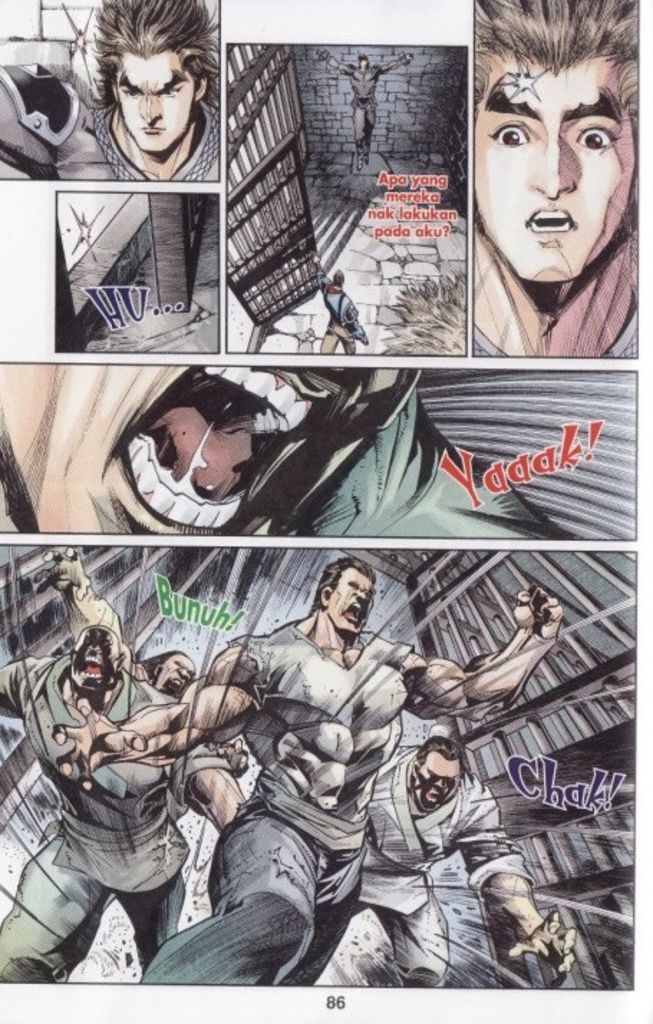 HU...
Apa yang
mereka
nak lakukan
pada aku?
Yaaak!
Bunuh!
Chak!
86